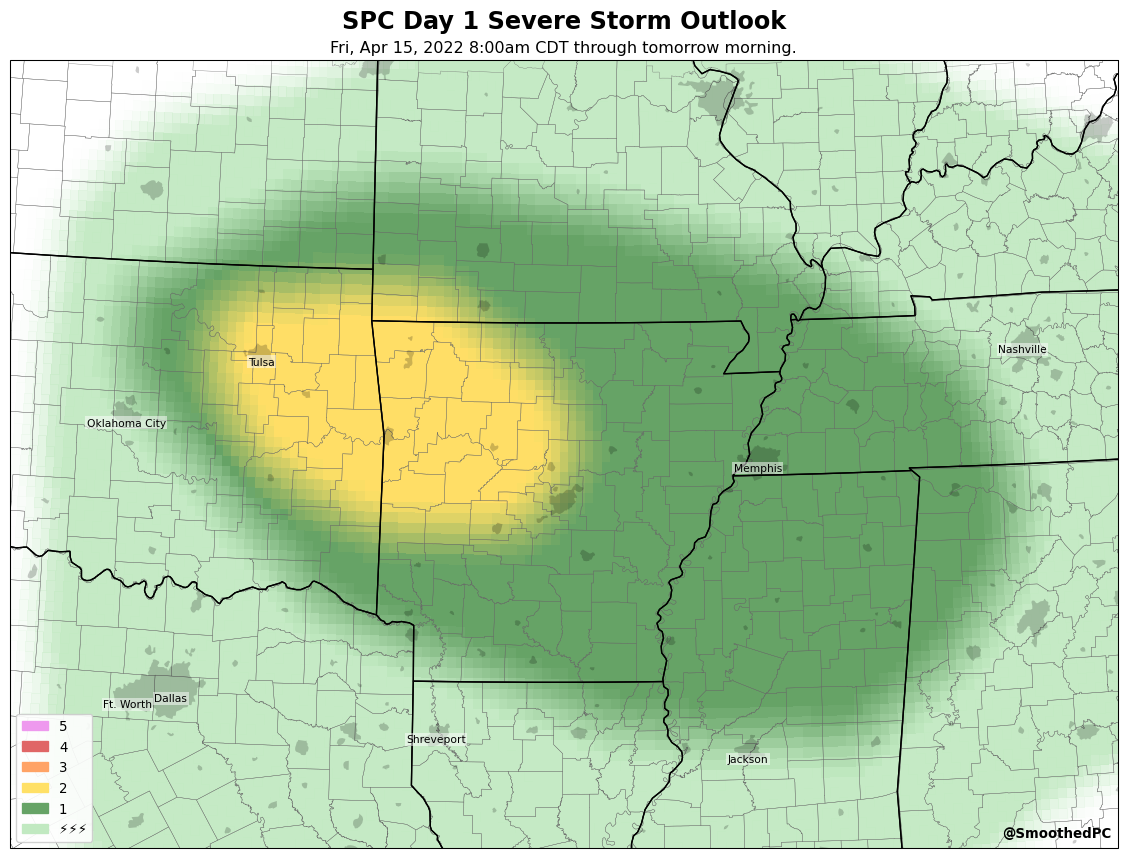 SPC Day 1 Severe Storm Outlook
Fri, Apr 15, 2022 8:00am CDT through tomorrow morning.
Nashville
Tulsa
Oklahoma City
Memphis
Ft. Worth
Dallas
Shreveport
Jackson
5
4
3
2
1
⚡⚡⚡
@SmoothedPC